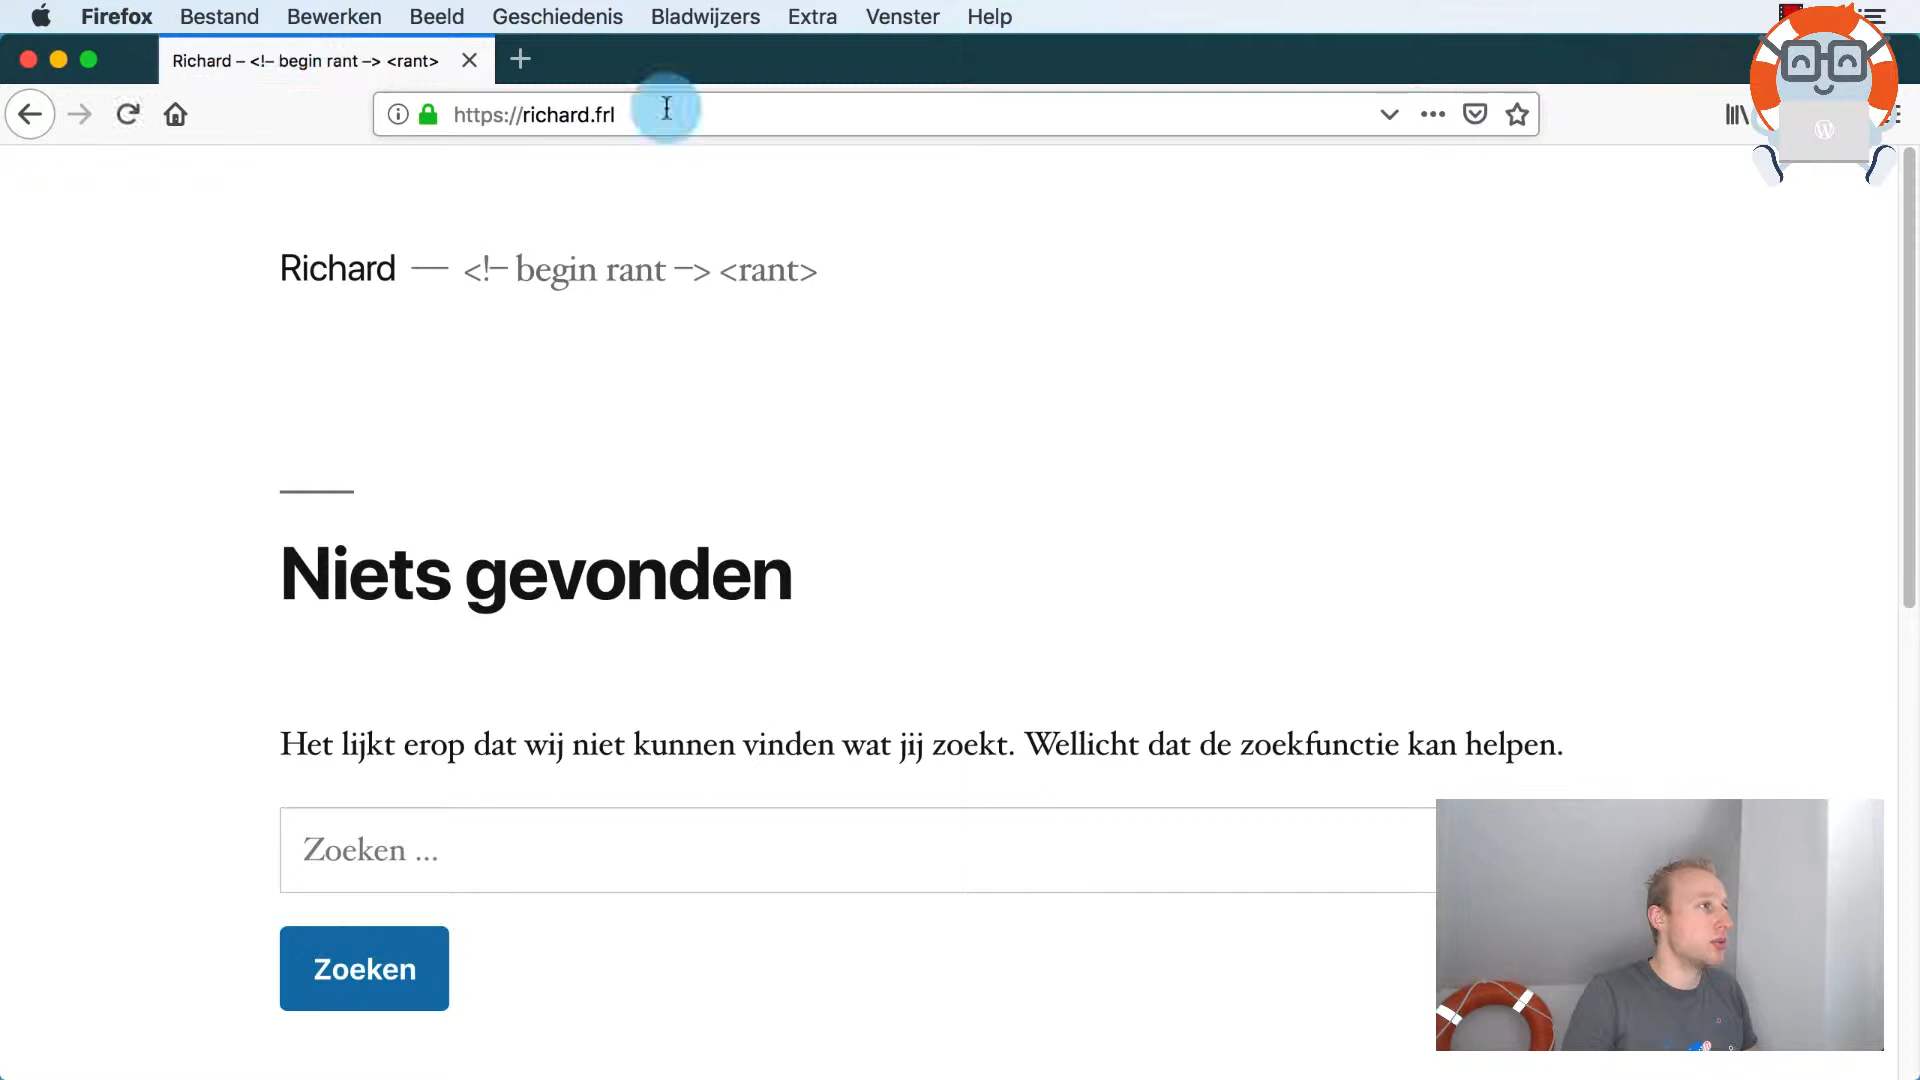 Firefox Bestand Bewerken Beeld Geschiedenis Bladwijzers Extra Venster Help
Richard – <!– begin rant –> <rant>
https://richard.frl
Richard — <!– begin rant –> <rant>
Niets gevonden
Het lijkt erop dat wij niet kunnen vinden wat jij zoekt. Wellicht dat de zoekfunctie kan helpen.
Zoeken ...
Zoeken